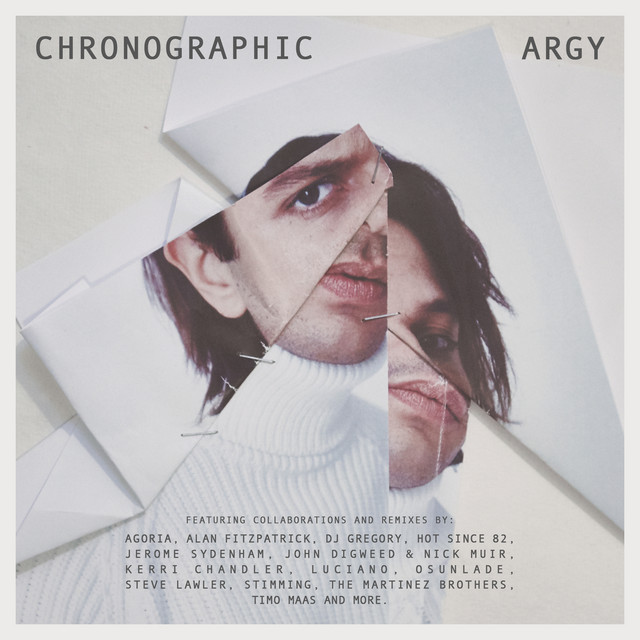 CHRONOGRAPHIC ARGY
FEATURING COLLABORATIONS AND REMIXES BY:
AGORIA, ALAN FITZPATRICK, DJ GREGORY, HOT SINCE 82,
JEROME SYDENHAM, JOHN DIGWEED & NICK MUIR,
KERRI CHANDLER, LUCIANO, OSUNLADE,
STEVE LAWLER, STIMMING, THE MARTINEZ BROTHERS,
TIMO MAAS AND MORE.